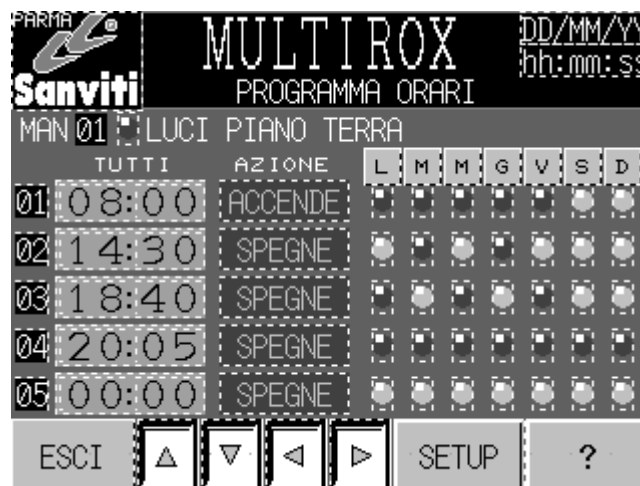 PARMA
Sanviti
MULTIROX
PROGRAMMA ORARI
DD/MM/YY
hh:mm:ss
MAN 01 LUCI PIANO TERRA
TUTTI AZIONE L M M G V S D
01 08:00 ACCENDE
02 14:30 SPEGNE
03 18:40 SPEGNE
04 20:05 SPEGNE
05 00:00 SPEGNE
ESCI SETUP ?